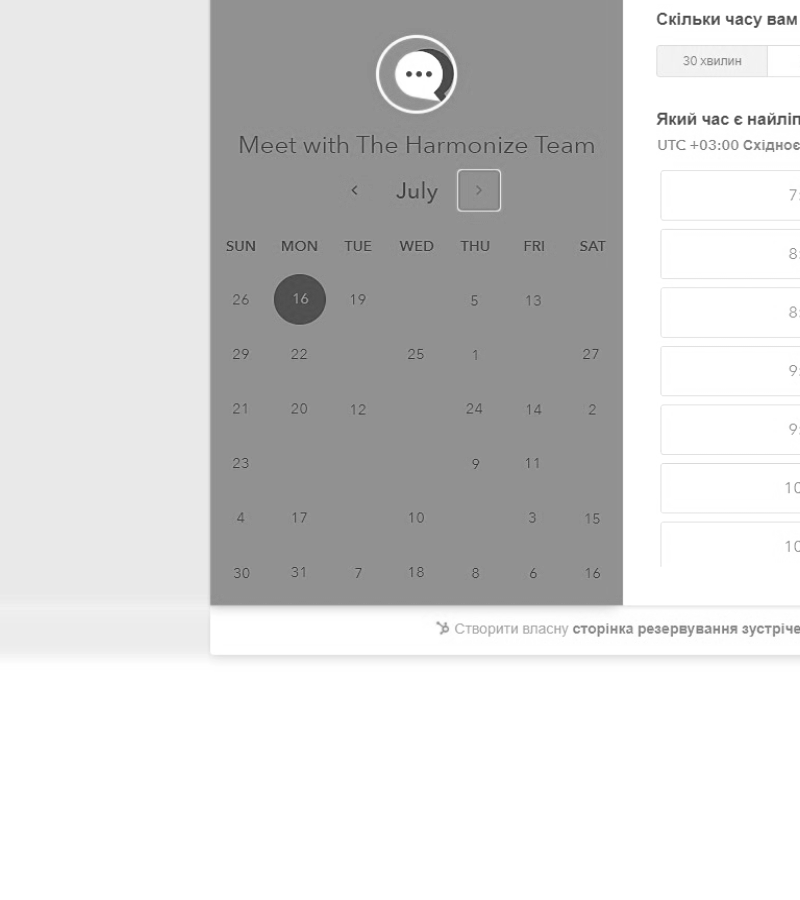 Meet with The Harmonize Team
July
SUN MON TUE WED THU FRI SAT
26 16 19 5 13
29 22 25 1 27
21 20 12 24 14 2
23 9 11
4 17 10 3 15
30 31 7 18 8 6 16
Скільки часу вам
30 хвилин
Який час є найліп
UTC +03:00 Східноє
7:
8:
8:
9:
9:
10
10
Створити власну сторінка резервування зустріче